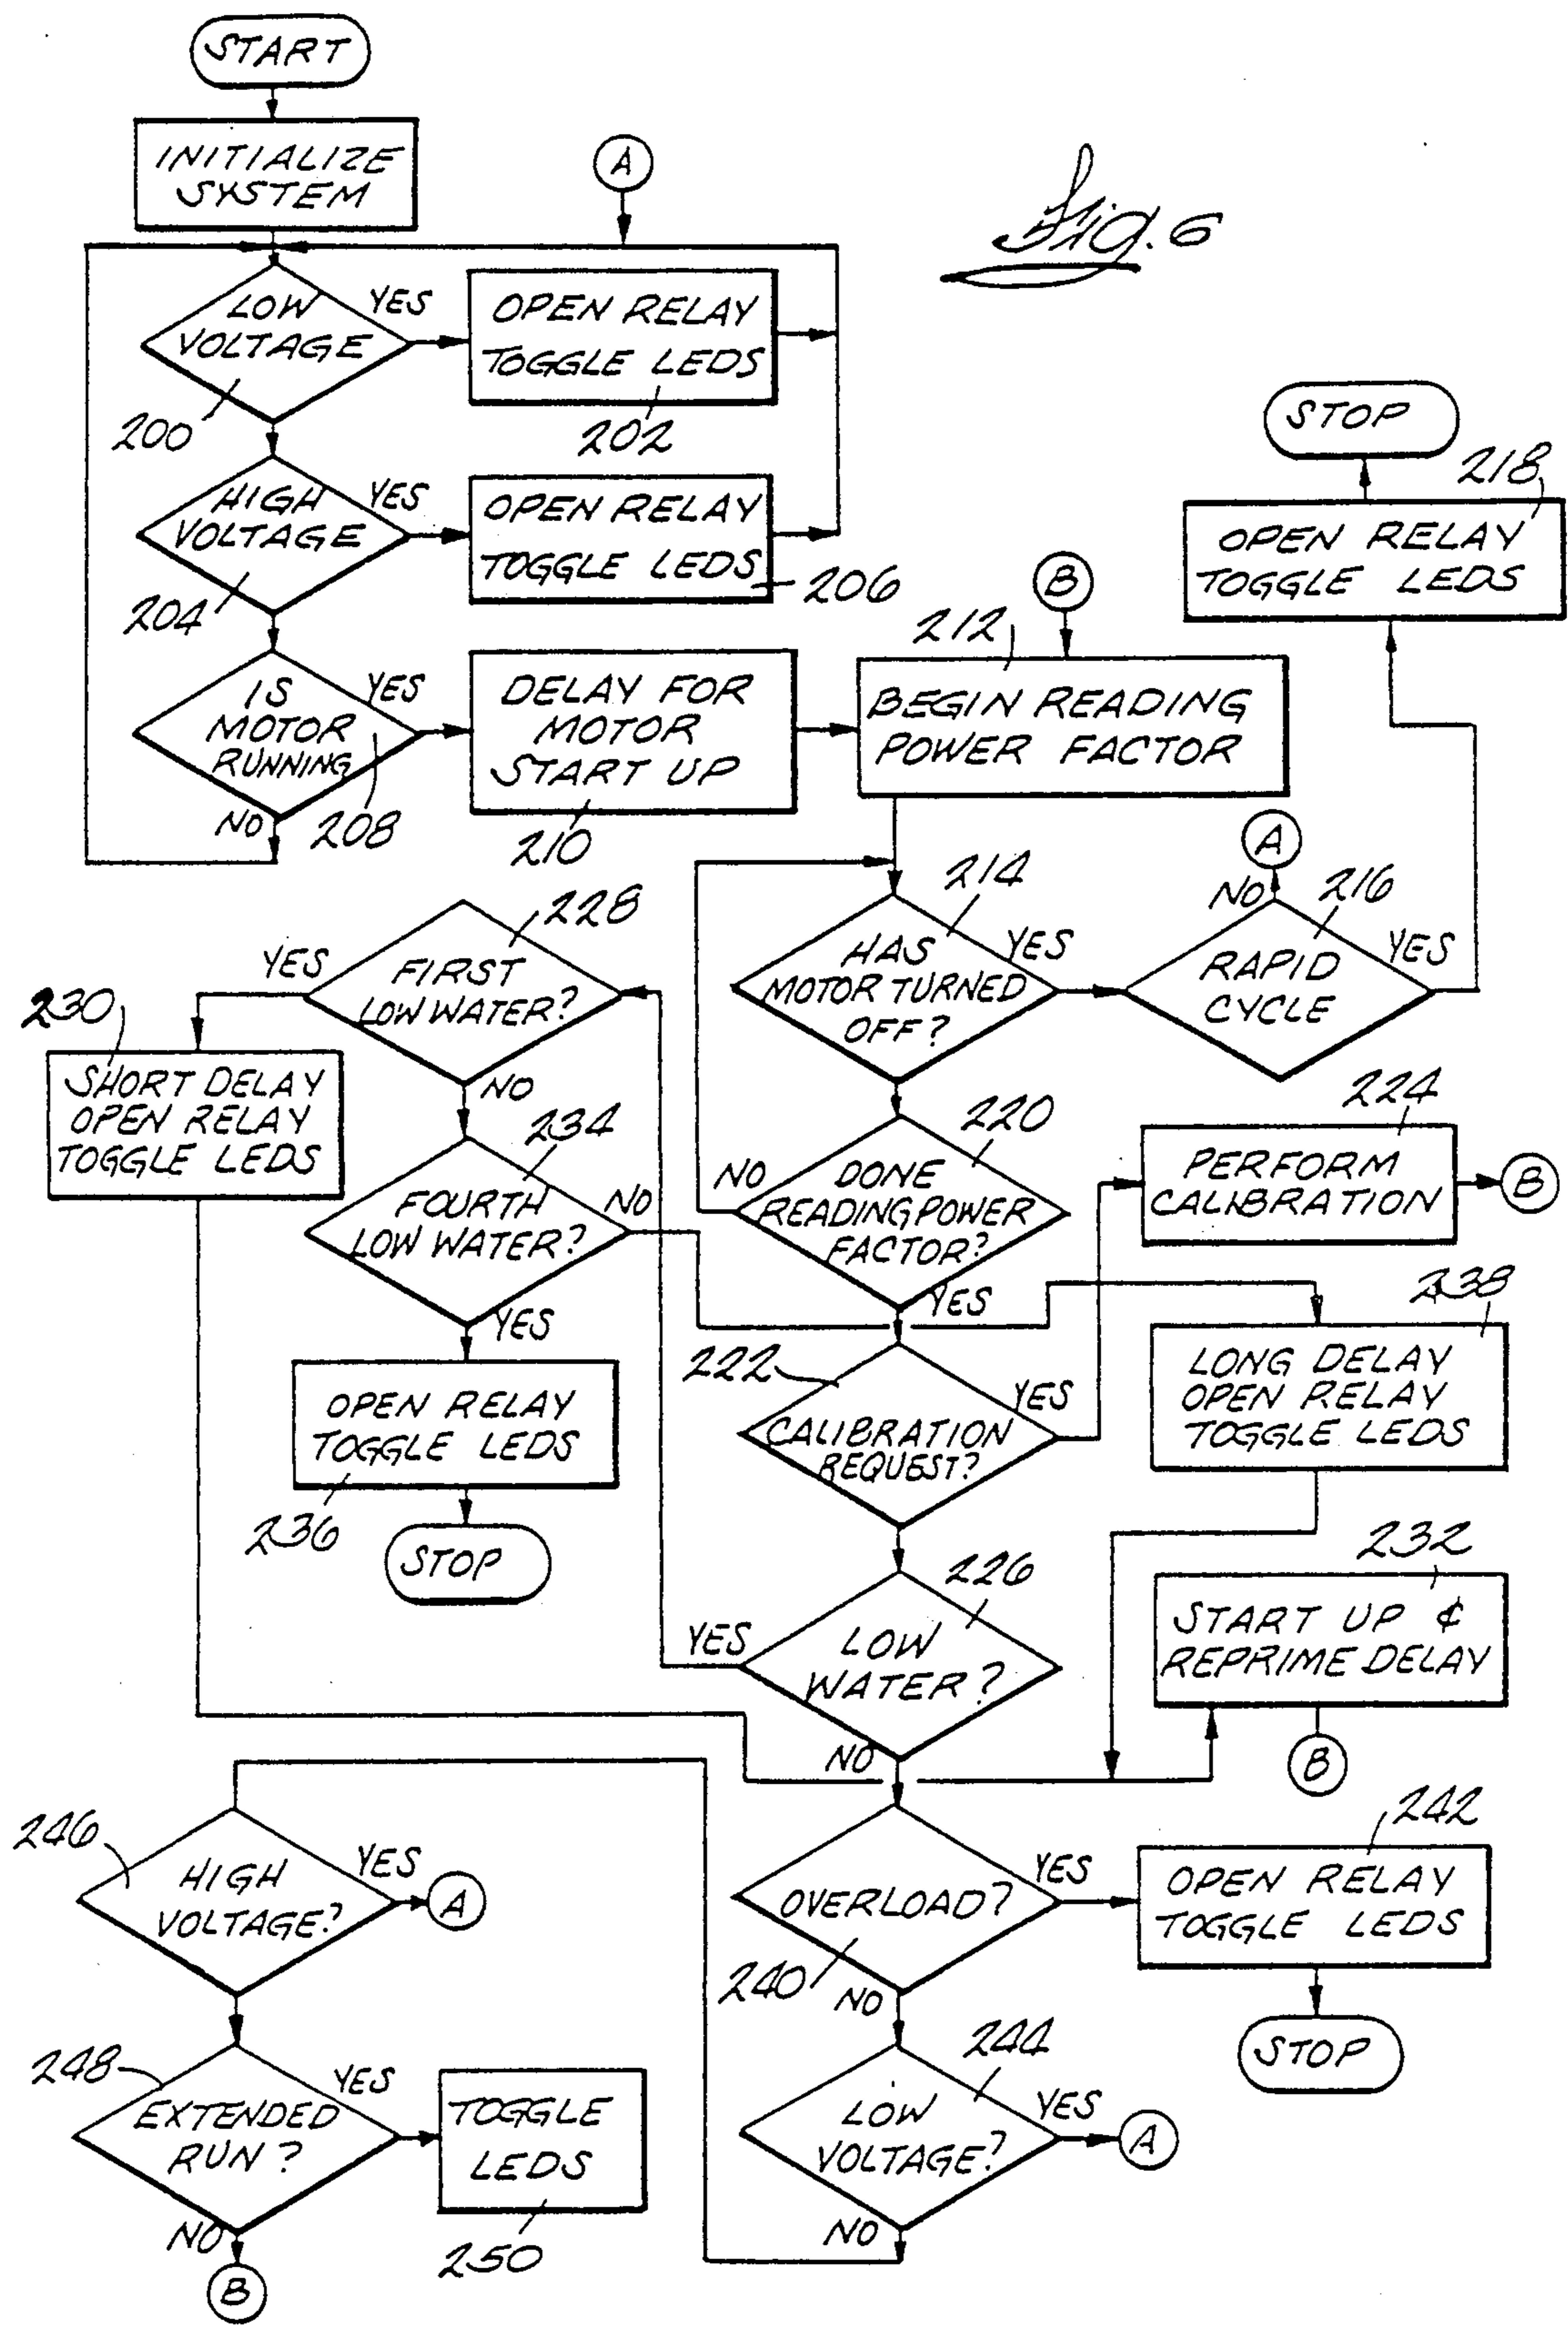 START
INITIALIZE
SYSTEM
A
Fig. 6
LOW
VOLTAGE
YES
200
OPEN RELAY
TOGGLE LEDS
202
HIGH
VOLTAGE
YES
204
OPEN RELAY
TOGGLE LEDS
206
STOP
218
OPEN RELAY
TOGGLE LEDS
IS
MOTOR
RUNNING
YES
NO
208
DELAY FOR
MOTOR
START UP
210
B
212
BEGIN READING
POWER FACTOR
214
HAS
MOTOR TURNED
OFF?
YES
A
NO
216
RAPID
CYCLE
YES
228
FIRST
LOW WATER?
YES
NO
230
SHORT DELAY
OPEN RELAY
TOGGLE LEDS
234
FOURTH
LOW WATER?
NO
YES
220
DONE
READING POWER
FACTOR?
NO
YES
224
PERFORM
CALIBRATION
B
238
LONG DELAY
OPEN RELAY
TOGGLE LEDS
222
CALIBRATION
REQUEST?
YES
OPEN RELAY
TOGGLE LEDS
236
STOP
226
LOW
WATER?
YES
NO
232
START UP ¢
REPRIME DELAY
B
246
HIGH
VOLTAGE?
YES
A
OVERLOAD?
YES
240
NO
242
OPEN RELAY
TOGGLE LEDS
STOP
248
EXTENDED
RUN?
YES
NO
B
TOGGLE
LEDS
250
244
LOW
VOLTAGE?
YES
A
NO